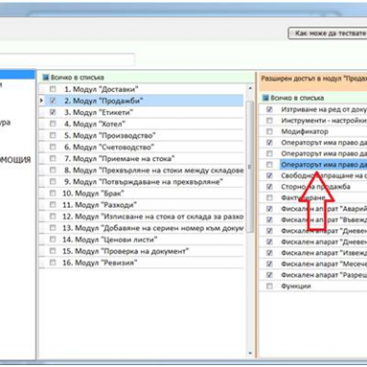 Как може да тествате
ура
ОМОЩИЯ
Всичко в списъка
1. Модул "Доставки"
2. Модул "Продажби"
3. Модул "Етикети"
4. Модул "Хотел"
5. Модул "Производство"
6. Модул "Счетоводство"
7. Модул "Приемане на стока"
8. Модул "Прехвърляне на стоки между складове
9. Модул "Потвърждаване на прехвърляне"
10. Модул "Брак"
11. Модул "Разходи"
12. Модул "Изписване на стока от склада за разхо
13. Модул "Добавяне на сериен номер към докум
14. Модул "Ценови листи"
15. Модул "Проверка на документ"
16. Модул "Ревизия"
Разширен достъп в модул "Прода
Всичко в списъка
Изтриване на ред от доку
Инструменти - настройки
Модификатор
Операторът има право да
Операторът има право да
Операторът има право да
Свободно
на с
Сторно
продажба
Фискален апарат "Аварий
Фискален апарат "Въвежд
Фискален апарат "Дневен
Фискален апарат "Дневен
Фискален апарат "Извежд
Фискален апарат "Месече
Фискален апарат "Разреш
Функции